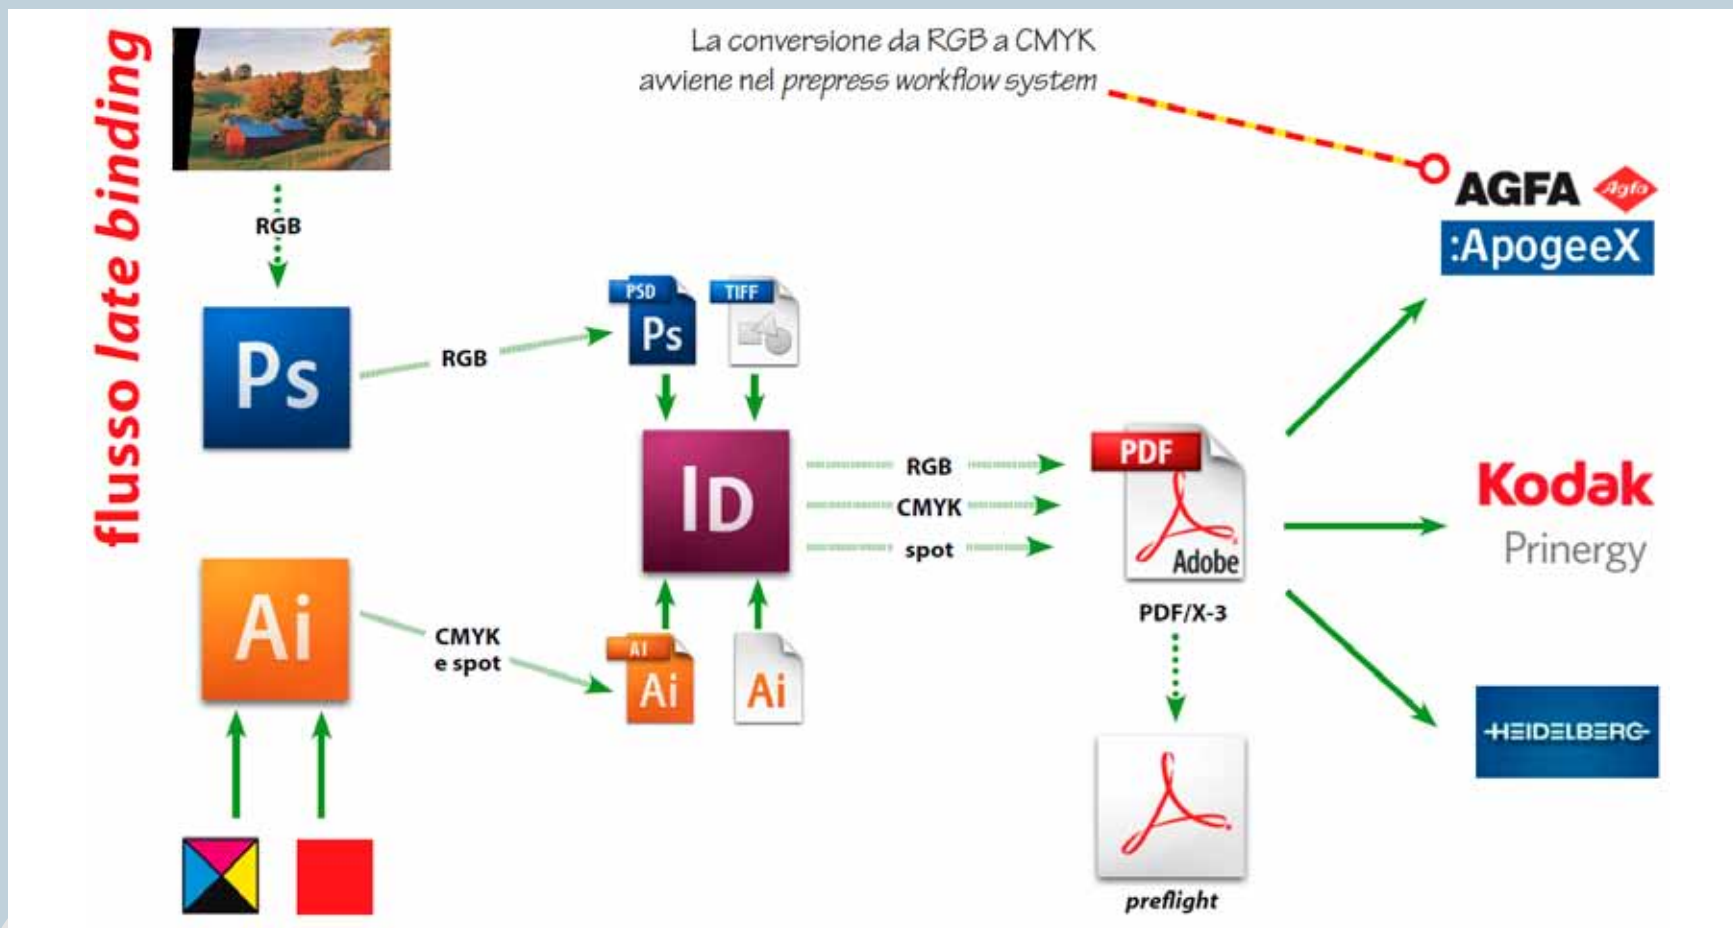 flusso late binding
La conversione da RGB a CMYK
avviene nel prepress workflow system
RGB
AGFA Agfa
:ApogeeX
Ps
RGB
PSD
Ps
TIFF
ID
RGB
CMYK
spot
PDF
Adobe
PDF/X-3
Kodak
Prinergy
Ai
CMYK
e spot
AI
Ai
Ai
HEIDELBERG
preflight